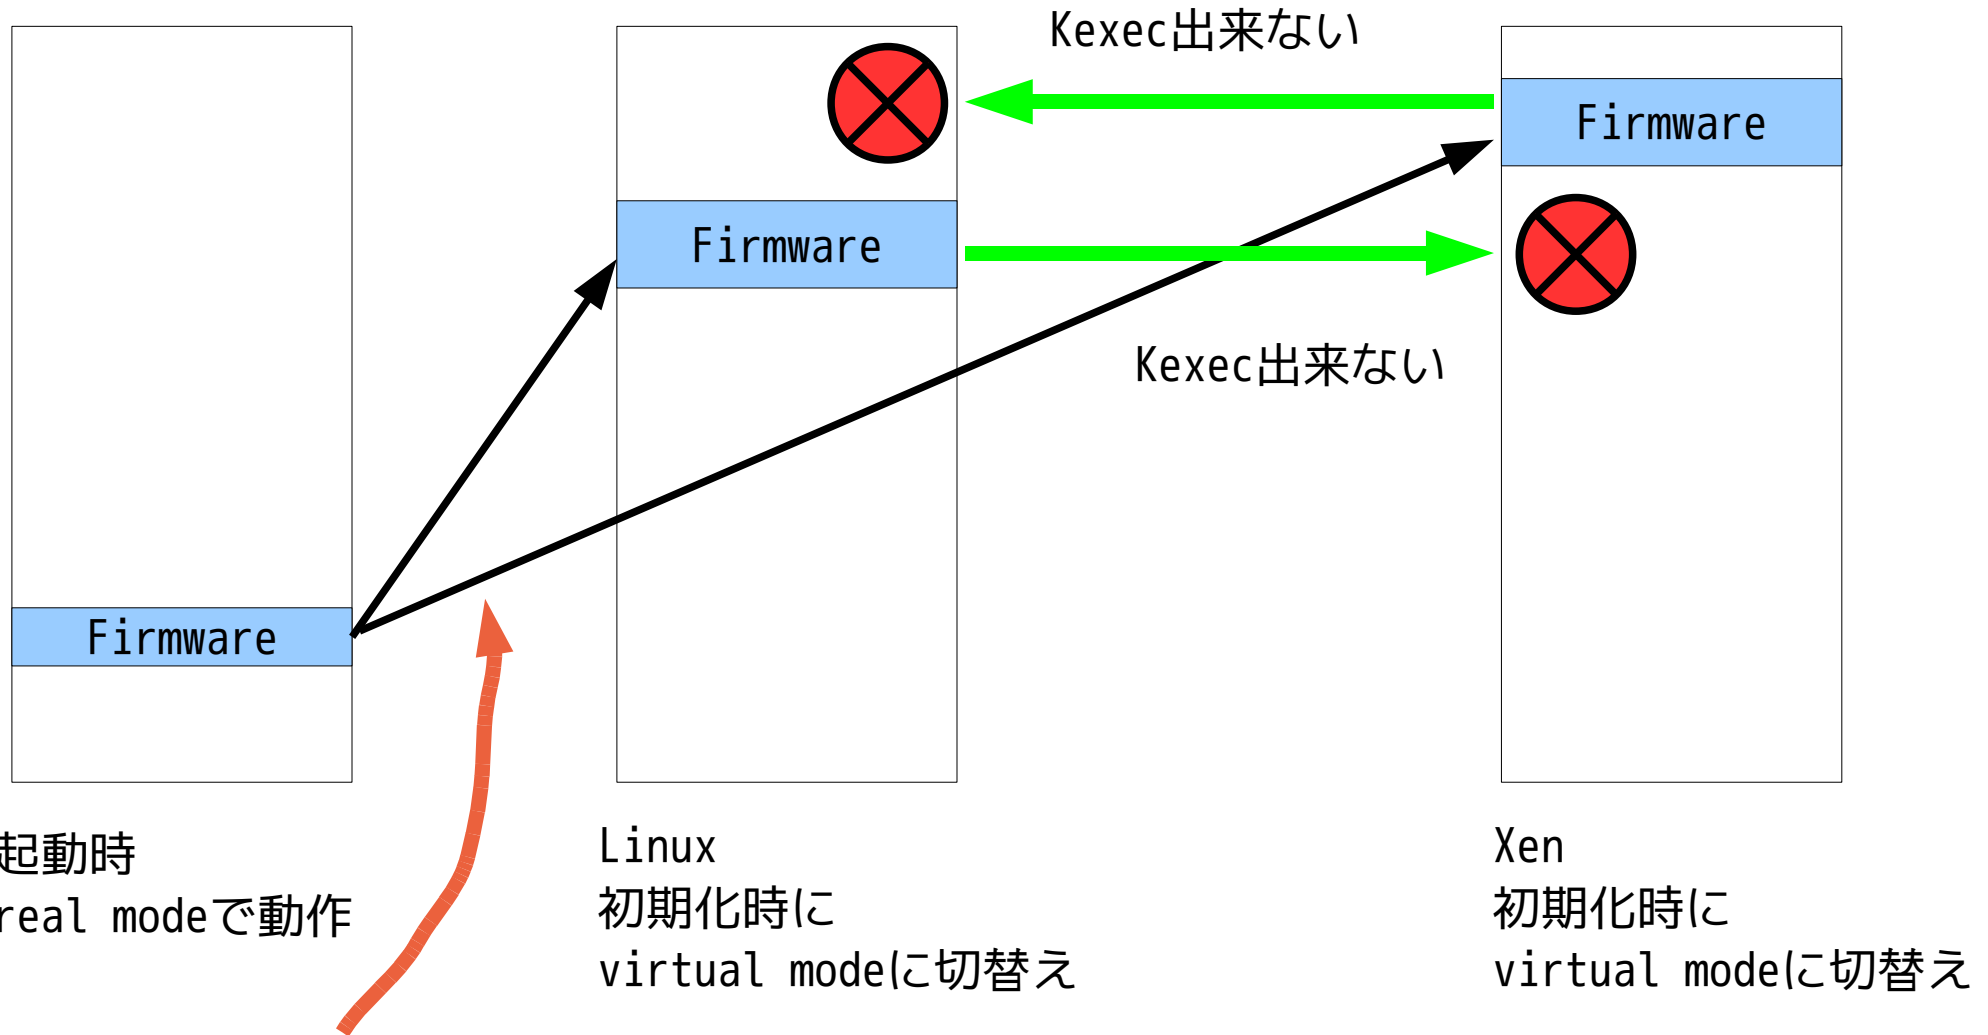 Kexec出来ない
Firmware
Firmware
Kexec出来ない
Firmware
起動時
real modeで動作
Linux
初期化時に
virtual modeに切替え
Xen
初期化時に
virtual modeに切替え